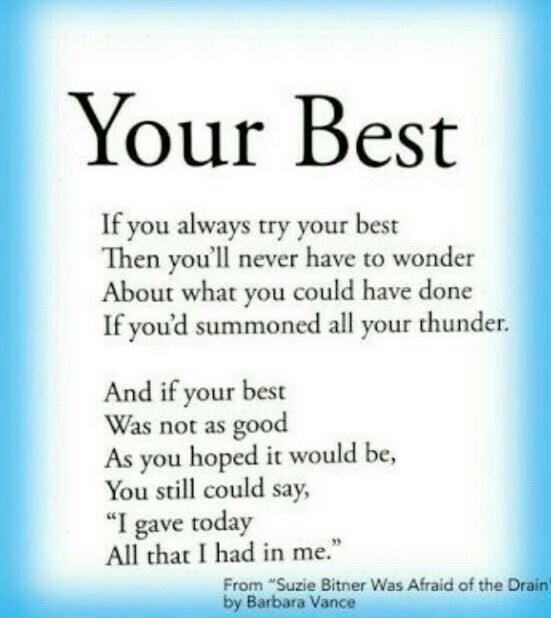 Your Best
If you always try your best
Then you'll never have to wonder
About what you could have done
If you'd summoned all your thunder.
And if your best
Was not as good
As you hoped it would be,
You still could say,
“I gave today
All that I had in me.”
From “Suzie Bitner Was Afraid of the Drain”
by Barbara Vance